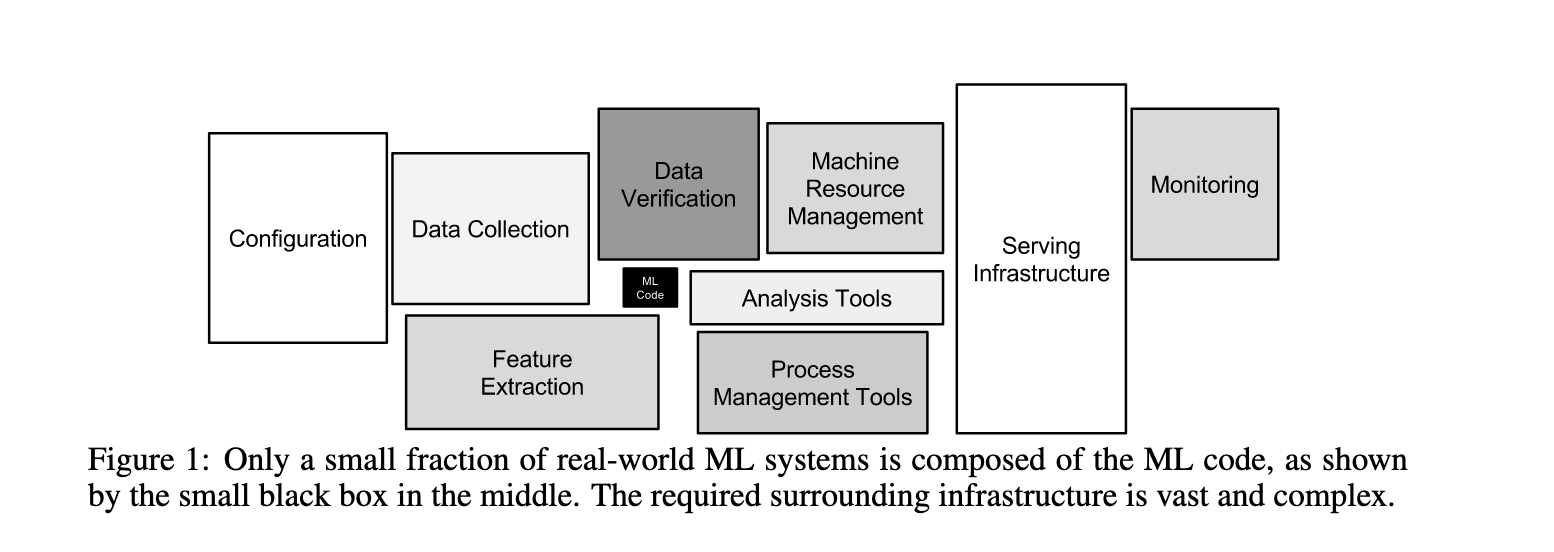 Configuration
Data Collection
Data
Verification
Machine
Resource
Management
Serving
Infrastructure
Monitoring
ML
Code
Analysis Tools
Feature
Extraction
Process
Management Tools
Figure 1: Only a small fraction of real-world ML systems is composed of the ML code, as shown
by the small black box in the middle. The required surrounding infrastructure is vast and complex.